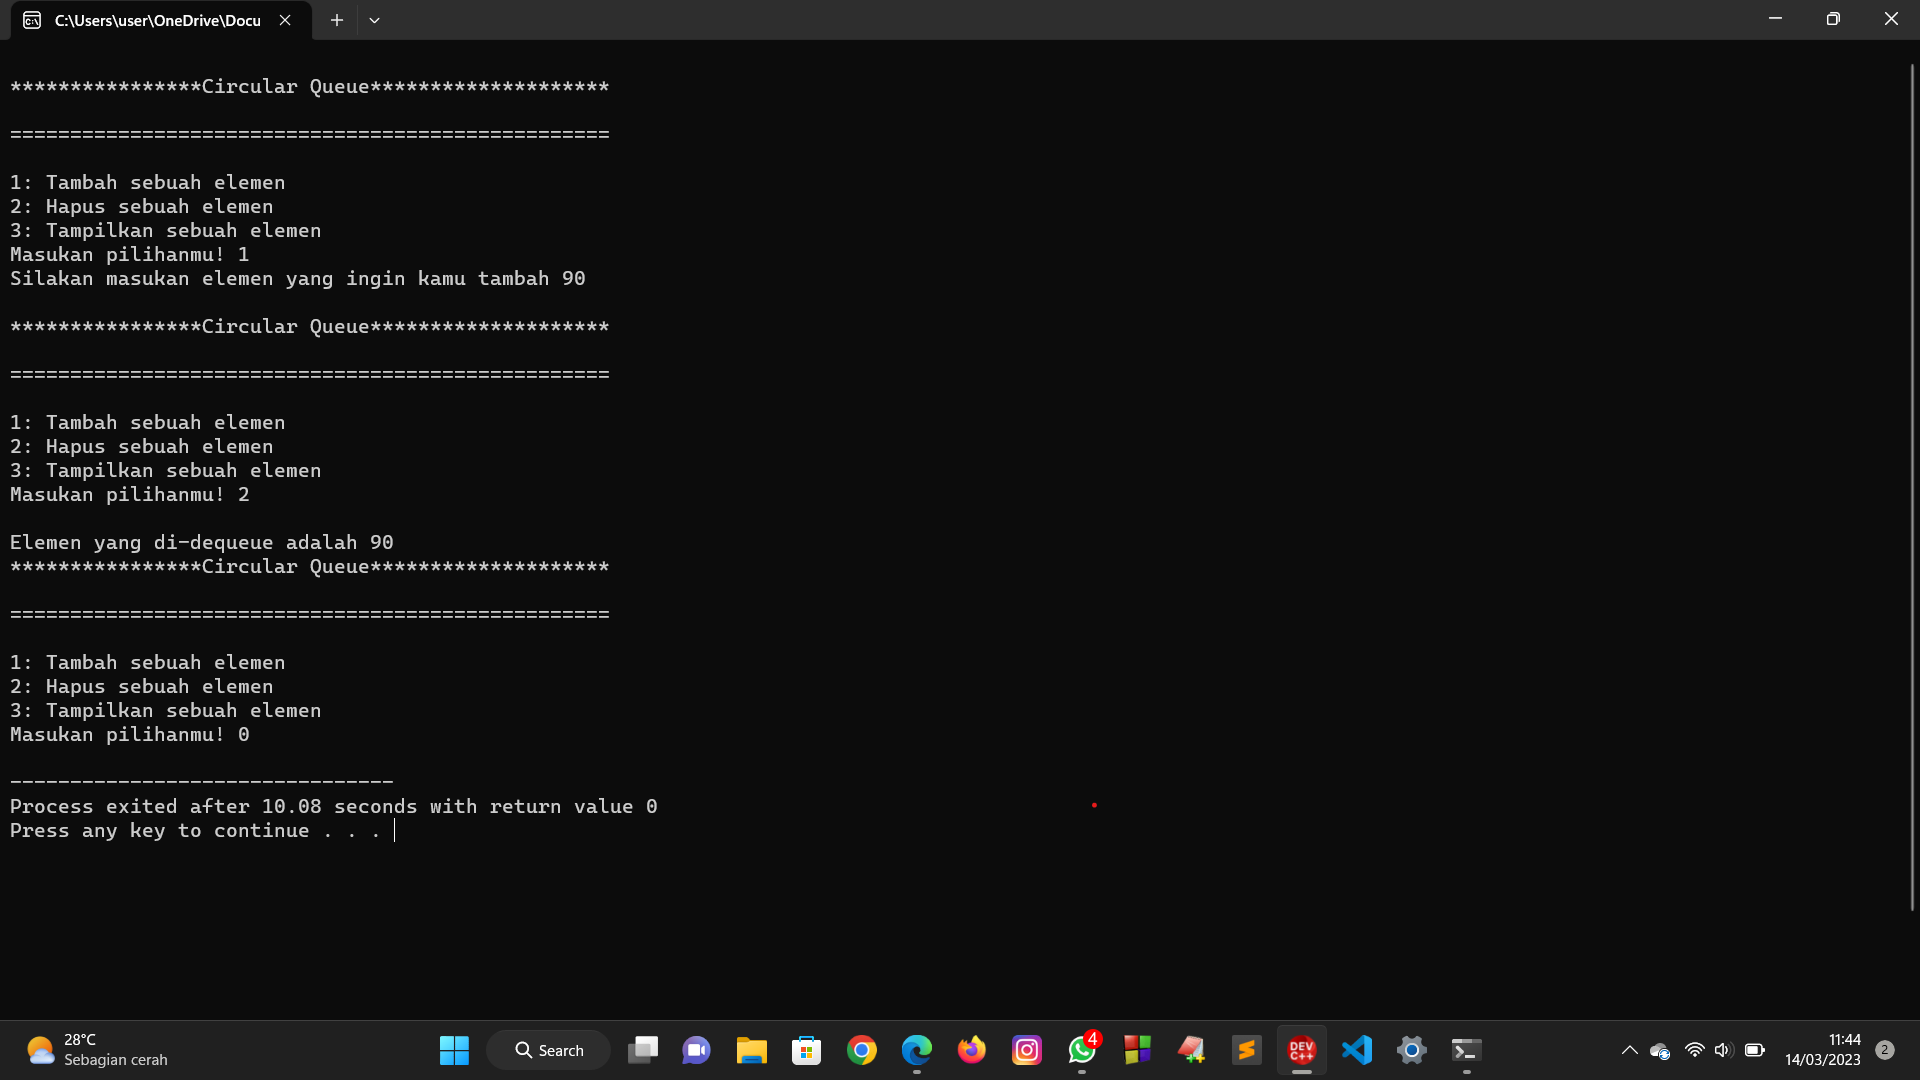 C:\Users\user\OneDrive\Docu
****************Circular Queue********************
==================================================
1: Tambah sebuah elemen
2: Hapus sebuah elemen
3: Tampilkan sebuah elemen
Masukan pilihanmu! 1
Silakan masukan elemen yang ingin kamu tambah 90
****************Circular Queue********************
==================================================
1: Tambah sebuah elemen
2: Hapus sebuah elemen
3: Tampilkan sebuah elemen
Masukan pilihanmu! 2
Elemen yang di-dequeue adalah 90
****************Circular Queue********************
==================================================
1: Tambah sebuah elemen
2: Hapus sebuah elemen
3: Tampilkan sebuah elemen
Masukan pilihanmu! 0
--------------------------------
Process exited after 10.08 seconds with return value 0
Press any key to continue . . .
28°C
Sebagian cerah
Search
4
DEV
C++
11:44
14/03/2023
2